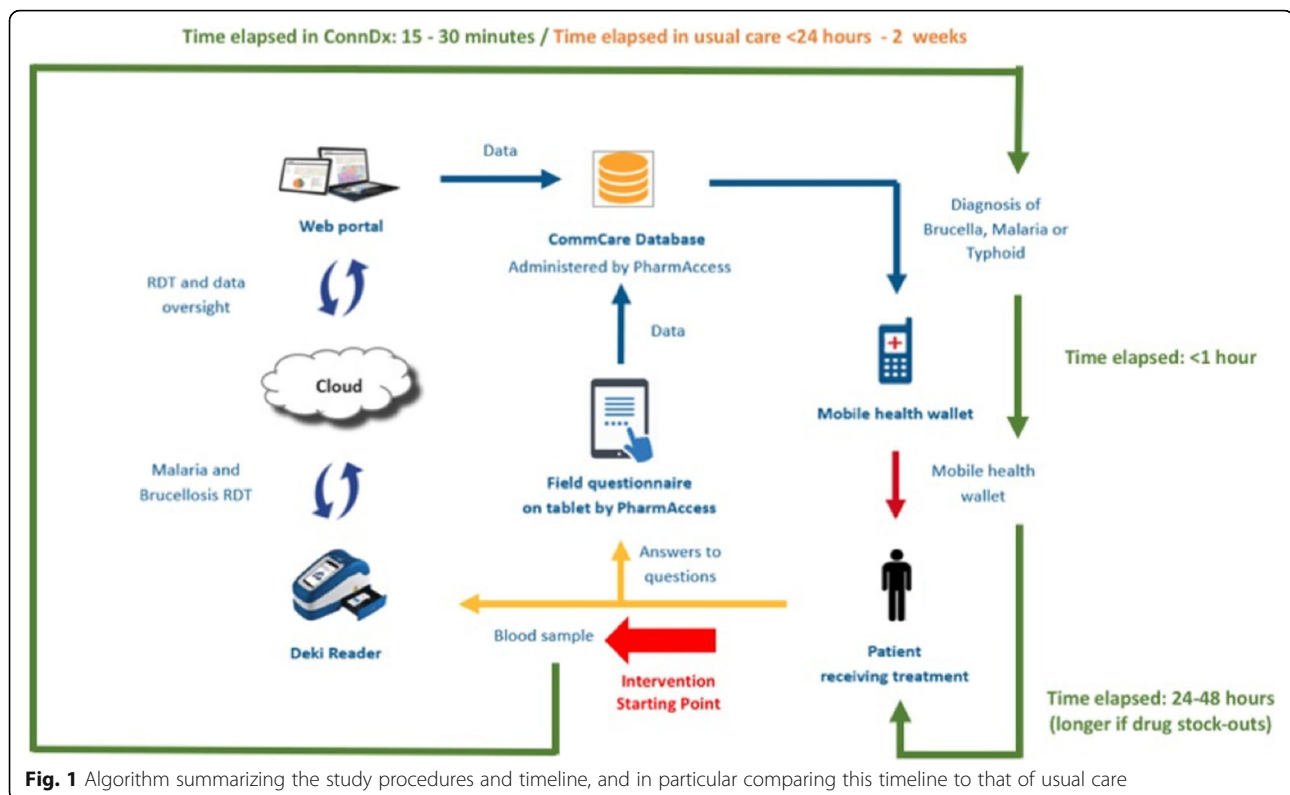 Time elapsed in ConnDx: 15 - 30 minutes / Time elapsed in usual care <24 hours - 2 weeks
Data
Web portal
CommCare Database
Administered by PharmAccess
Diagnosis of
Brucella, Malaria or
Typhoid
RDT and data
oversight
Data
Time elapsed: <1 hour
Cloud
Mobile health wallet
Malaria and
Brucellosis RDT
Field questionnaire
on tablet by PharmAccess
Mobile health
wallet
Answers to
questions
Deki Reader
Blood sample
Intervention
Starting Point
Patient
receiving treatment
Time elapsed: 24-48 hours
(longer if drug stock-outs)
Fig. 1 Algorithm summarizing the study procedures and timeline, and in particular comparing this timeline to that of usual care